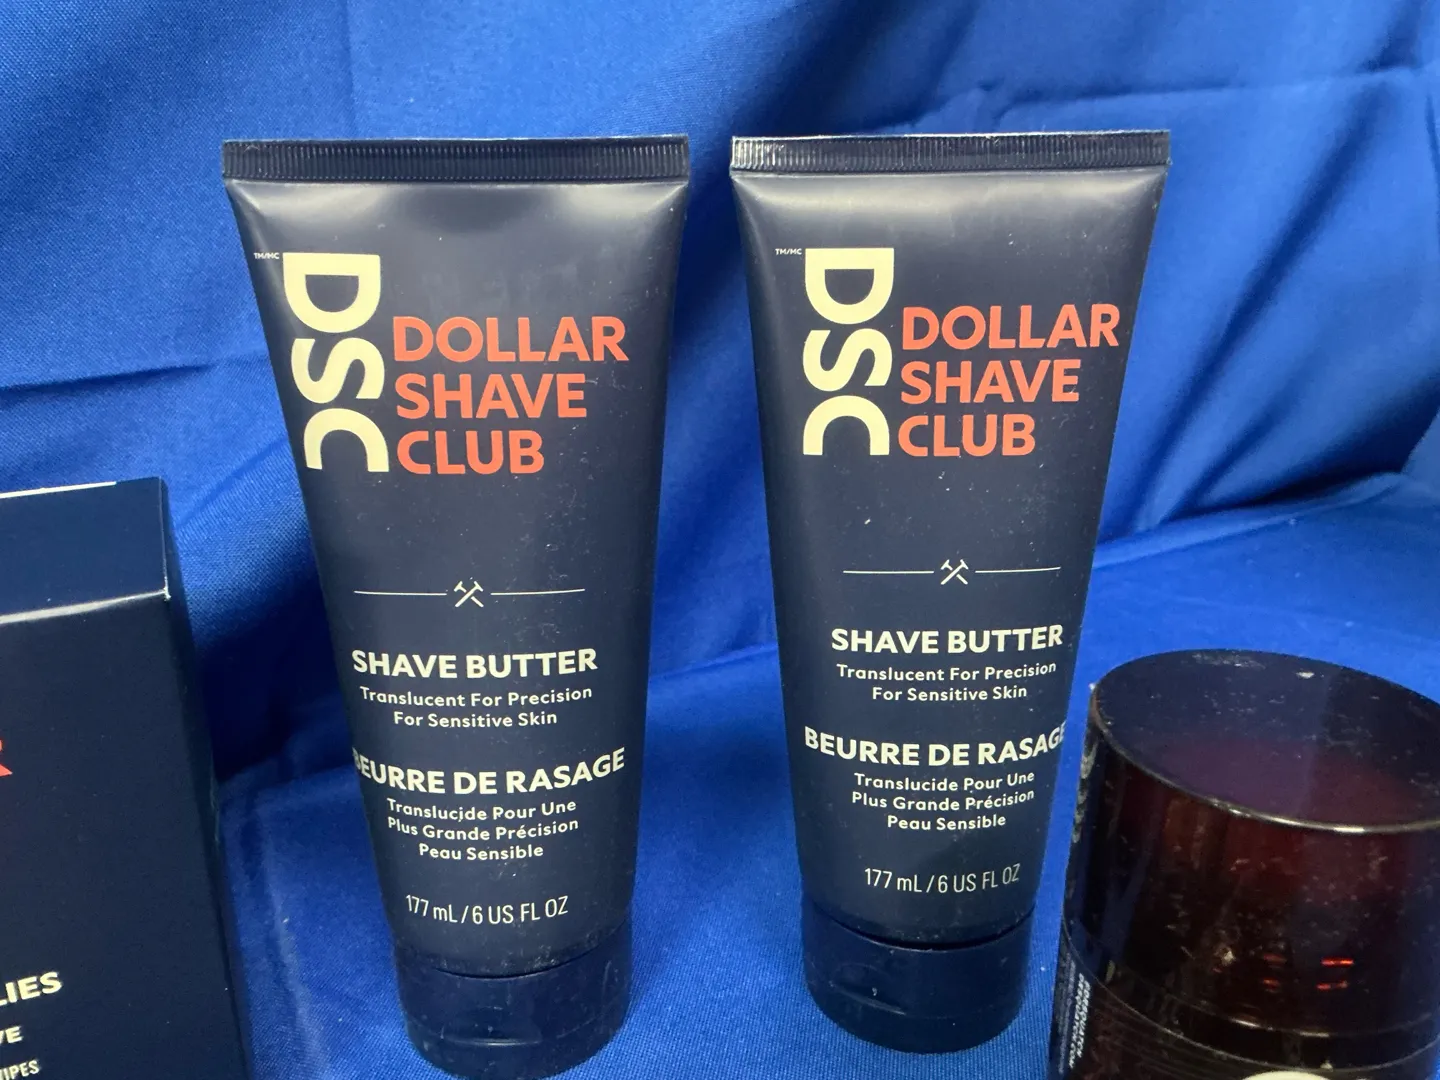 TM/MC
DSC
DOLLAR
SHAVE
CLUB
SHAVE BUTTER
Translucent For Precision
For Sensitive Skin
BEURRE DE RASAGE
Translucide Pour Une
Plus Grande Précision
Peau Sensible
177 mL / 6 US FL OZ
TM/MC
DSC
DOLLAR
SHAVE
CLUB
SHAVE BUTTER
Translucent For Precision
For Sensitive Skin
BEURRE DE RASAGE
Translucide Pour Une
Plus Grande Précision
Peau Sensible
177 mL / 6 US FL OZ
R
LIES
VE
WIPES